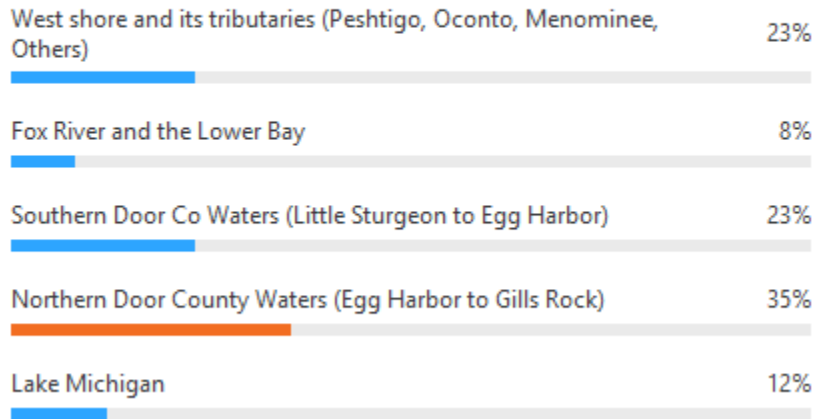 West shore and its tributaries (Peshtigo, Oconto, Menominee,
Others)
23%
Fox River and the Lower Bay
8%
Southern Door Co Waters (Little Sturgeon to Egg Harbor)
23%
Northern Door County Waters (Egg Harbor to Gills Rock)
35%
Lake Michigan
12%